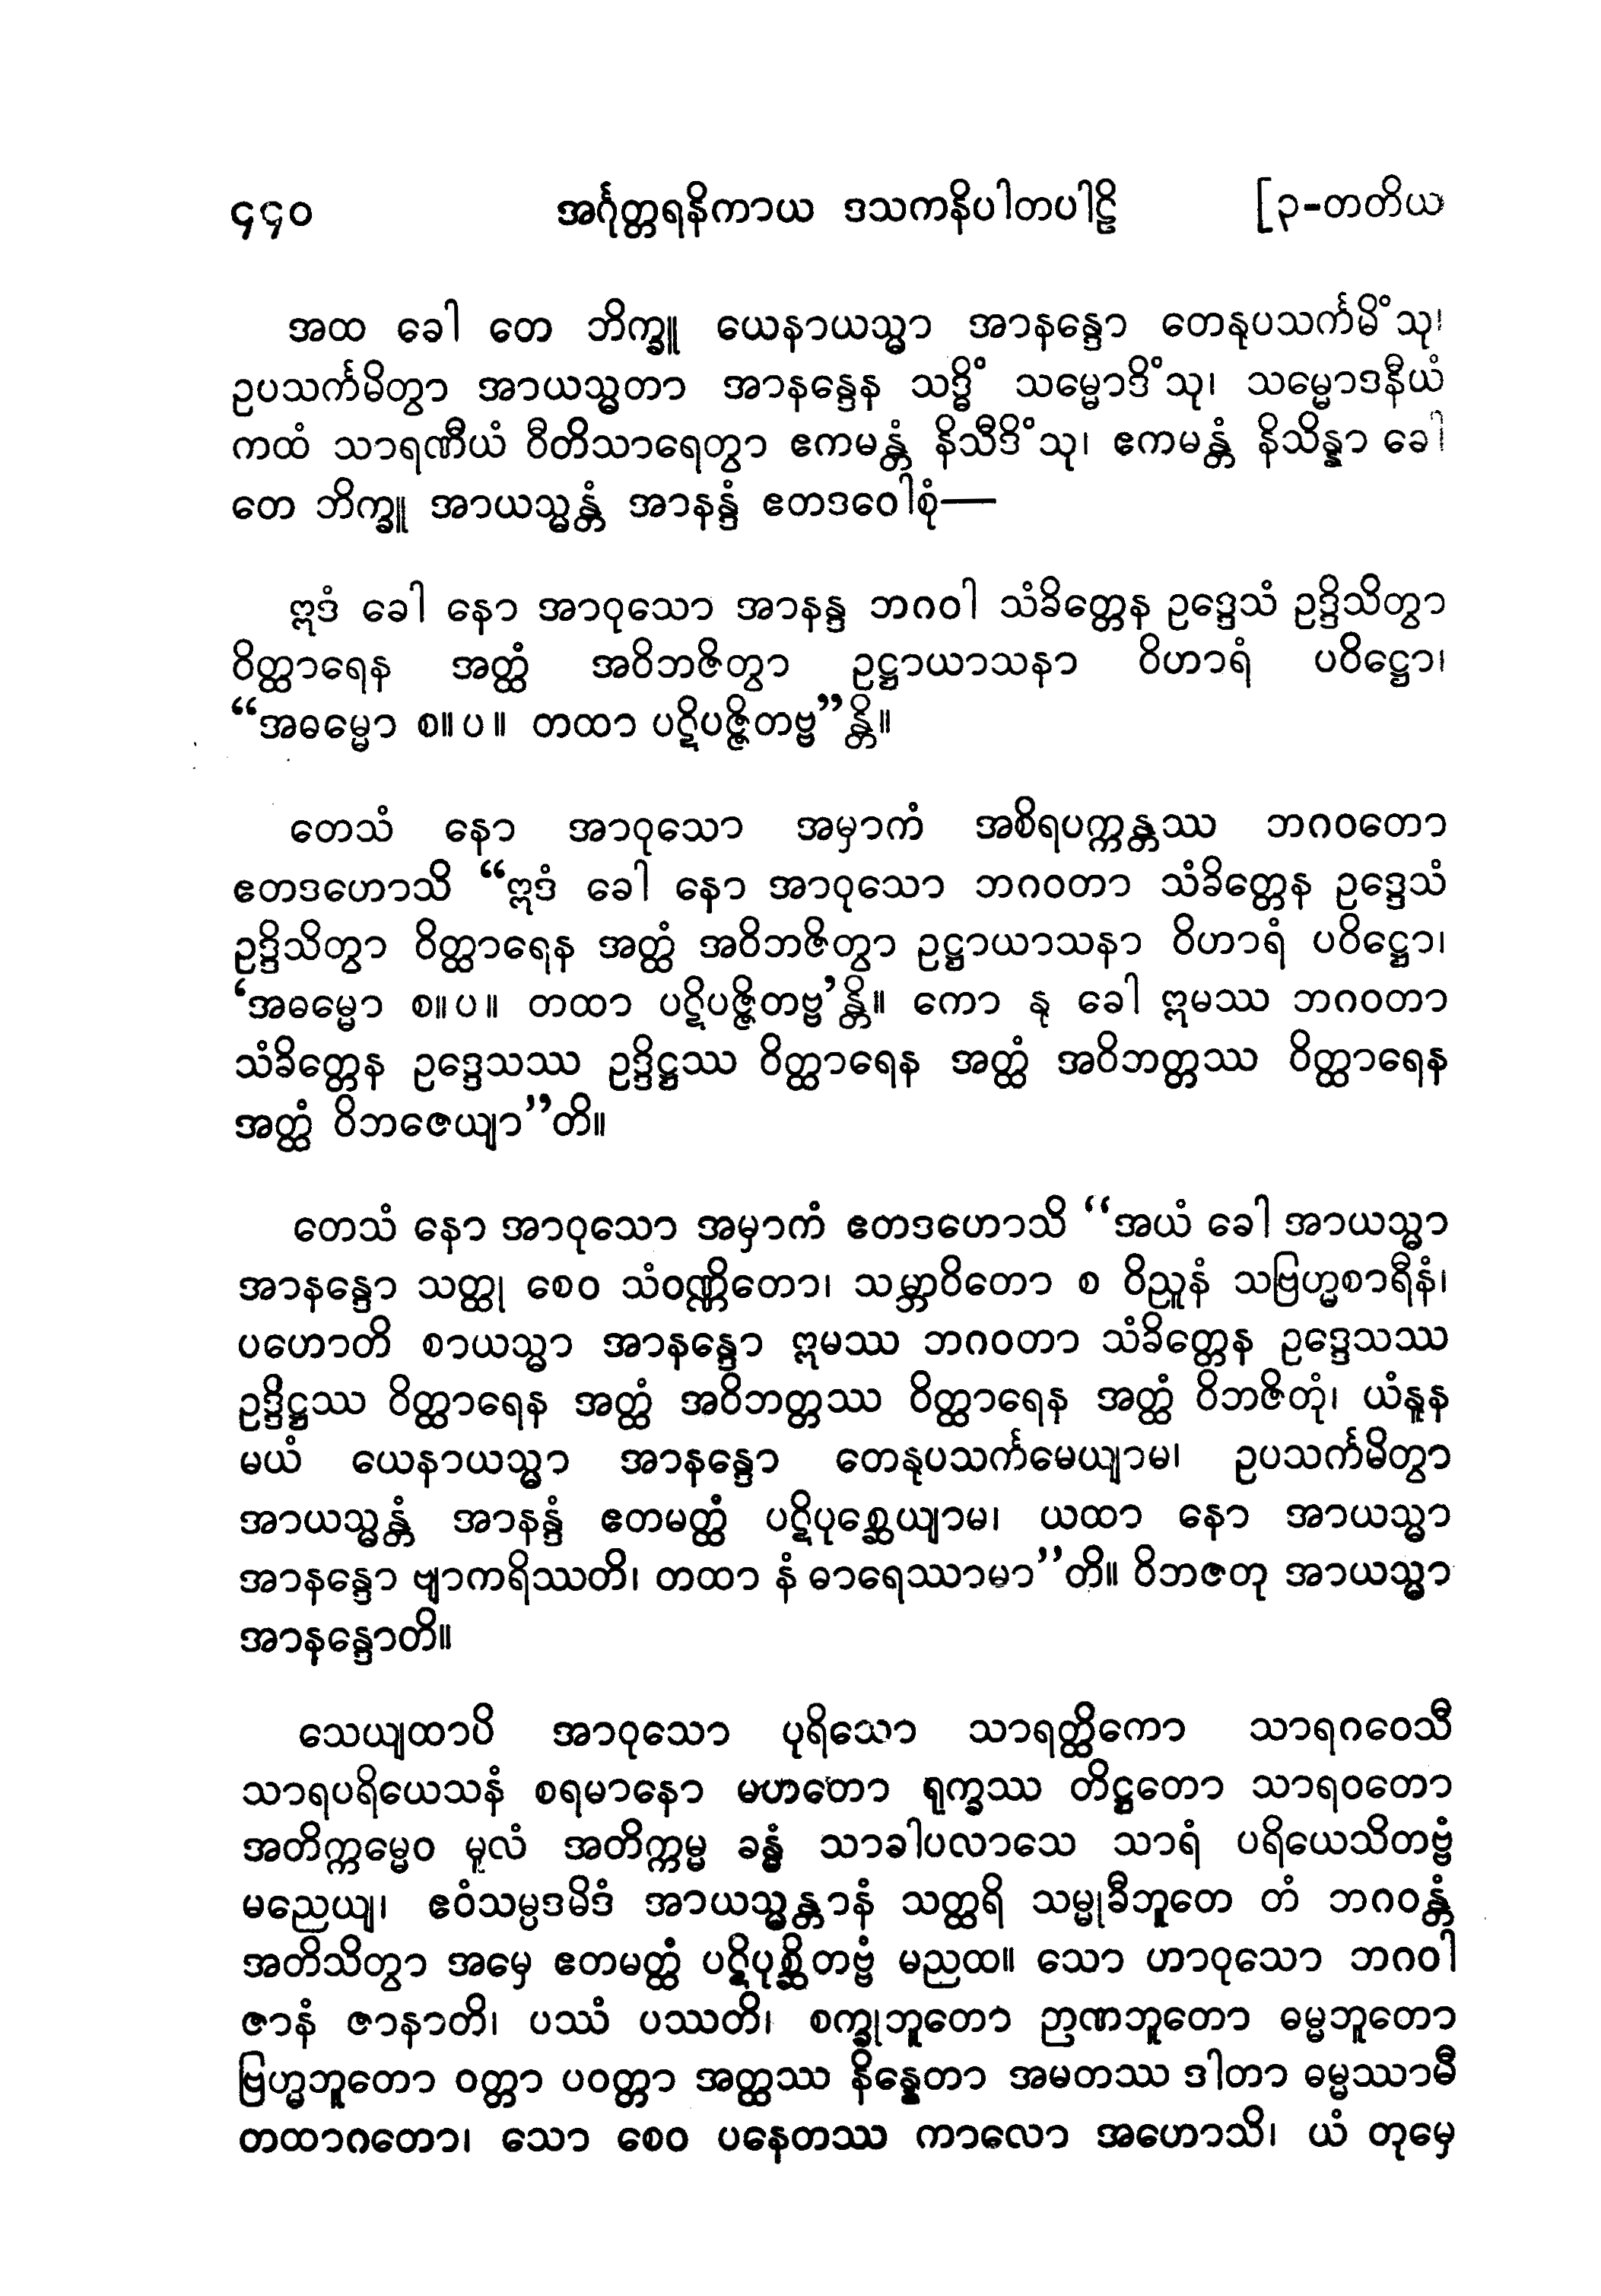 ၄၄၀ အင်္ဂုတ္တရနိကာယ ဒသကနိပါတပါဠိ [၃-တတိယ
အထ ခေါ တေ ဘိက္ခူ ယေနာယသ္မာ အာနန္ဒော တေနုပသင်္ကမိံသု၊
ဥပသင်္ကမိတွာ အာယသ္မတာ အာနန္ဒေန သဒ္ဓိံ သမ္မောဒိံသု၊ သမ္မောဒနီယံ
ကထံ သာရဏီယံ ဝီတိသာရေတွာ ဧကမန္တံ နိသီဒိံသု၊ ဧကမန္တံ နိသိန္နာ ခေါ
တေ ဘိက္ခူ အာယသ္မန္တံ အာနန္ဒံ ဧတဒဝေါစုံ—
ဣဒံ ခေါ နော အာဝုသော အာနန္ဒ ဘဂဝါ သံခိတ္တေန ဥဒ္ဒေသံ ဥဒ္ဒိသိတွာ
ဝိတ္ထာရေန အတ္ထံ အဝိဘဇိတွာ ဥဋ္ဌာယာသနာ ဝိဟာရံ ပဝိဋ္ဌော၊
“အဓမ္မော စ။ပ။ တထာ ပဋိပဇ္ဇိတဗ္ဗ”န္တိ။
တေသံ နော အာဝုသော အမှာကံ အစိရပက္ကန္တဿ ဘဂဝတော
ဧတဒဟောသိ “ဣဒံ ခေါ နော အာဝုသော ဘဂဝတာ သံခိတ္တေန ဥဒ္ဒေသံ
ဥဒ္ဒိသိတွာ ဝိတ္ထာရေန အတ္ထံ အဝိဘဇိတွာ ဥဋ္ဌာယာသနာ ဝိဟာရံ ပဝိဋ္ဌော၊
‘အဓမ္မော စ။ပ။ တထာ ပဋိပဇ္ဇိတဗ္ဗ’န္တိ။ ကော နု ခေါ ဣမဿ ဘဂဝတာ
သံခိတ္တေန ဥဒ္ဒေသဿ ဥဒ္ဒိဋ္ဌဿ ဝိတ္ထာရေန အတ္ထံ အဝိဘတ္တဿ ဝိတ္ထာရေန
အတ္ထံ ဝိဘဇေယျာ”တိ။
တေသံ နော အာဝုသော အမှာကံ ဧတဒဟောသိ “အယံ ခေါ အာယသ္မာ
အာနန္ဒော သတ္ထု စေဝ သံဝဏ္ဏိတော၊ သမ္ဘာဝိတော စ ဝိညူနံ သဗြဟ္မစာရီနံ၊
ပဟောတိ စာယသ္မာ အာနန္ဒော ဣမဿ ဘဂဝတာ သံခိတ္တေန ဥဒ္ဒေသဿ
ဥဒ္ဒိဋ္ဌဿ ဝိတ္ထာရေန အတ္ထံ အဝိဘတ္တဿ ဝိတ္ထာရေန အတ္ထံ ဝိဘဇိတုံ၊ ယံနူန
မယံ ယေနာယသ္မာ အာနန္ဒော တေနုပသင်္ကမေယျာမ၊ ဥပသင်္ကမိတွာ
အာယသ္မန္တံ အာနန္ဒံ ဧတမတ္ထံ ပဋိပုစ္ဆေယျာမ၊ ယထာ နော အာယသ္မာ
အာနန္ဒော ဗျာကရိဿတိ၊ တထာ နံ ဓာရေဿာမာ”တိ။ ဝိဘဇတု အာယသ္မာ
အာနန္ဒောတိ။
သေယျထာပိ အာဝုသော ပုရိသော သာရတ္ထိကော သာရဂဝေသီ
သာရပရိယေသနံ စရမာနော မဟတော ရုက္ခဿ တိဋ္ဌတော သာရဝတော
အတိက္ကမ္မေဝ မူလံ အတိက္ကမ္မ ခန္ဓံ သာခါပလာသေ သာရံ ပရိယေသိတဗ္ဗံ
မညေယျ၊ ဧဝံသမ္ပဒမိဒံ အာယသ္မန္တာနံ သတ္ထရိ သမ္မုခီဘူတေ တံ ဘဂဝန္တံ
အတိသိတွာ အမှေ ဧတမတ္ထံ ပဋိပုစ္ဆိတဗ္ဗံ မညထ။ သော ဟာဝုသော ဘဂဝါ
ဇာနံ ဇာနာတိ၊ ပဿံ ပဿတိ၊ စက္ခုဘူတော ဉာဏဘူတော ဓမ္မဘူတော
ဗြဟ္မဘူတော ဝတ္တာ ပဝတ္တာ အတ္ထဿ နိန္နေတာ အမတဿ ဒါတာ ဓမ္မဿာမီ
တထာဂတော၊ သော စေဝ ပနေတဿ ကာလော အဟောသိ၊ ယံ တုမှေ